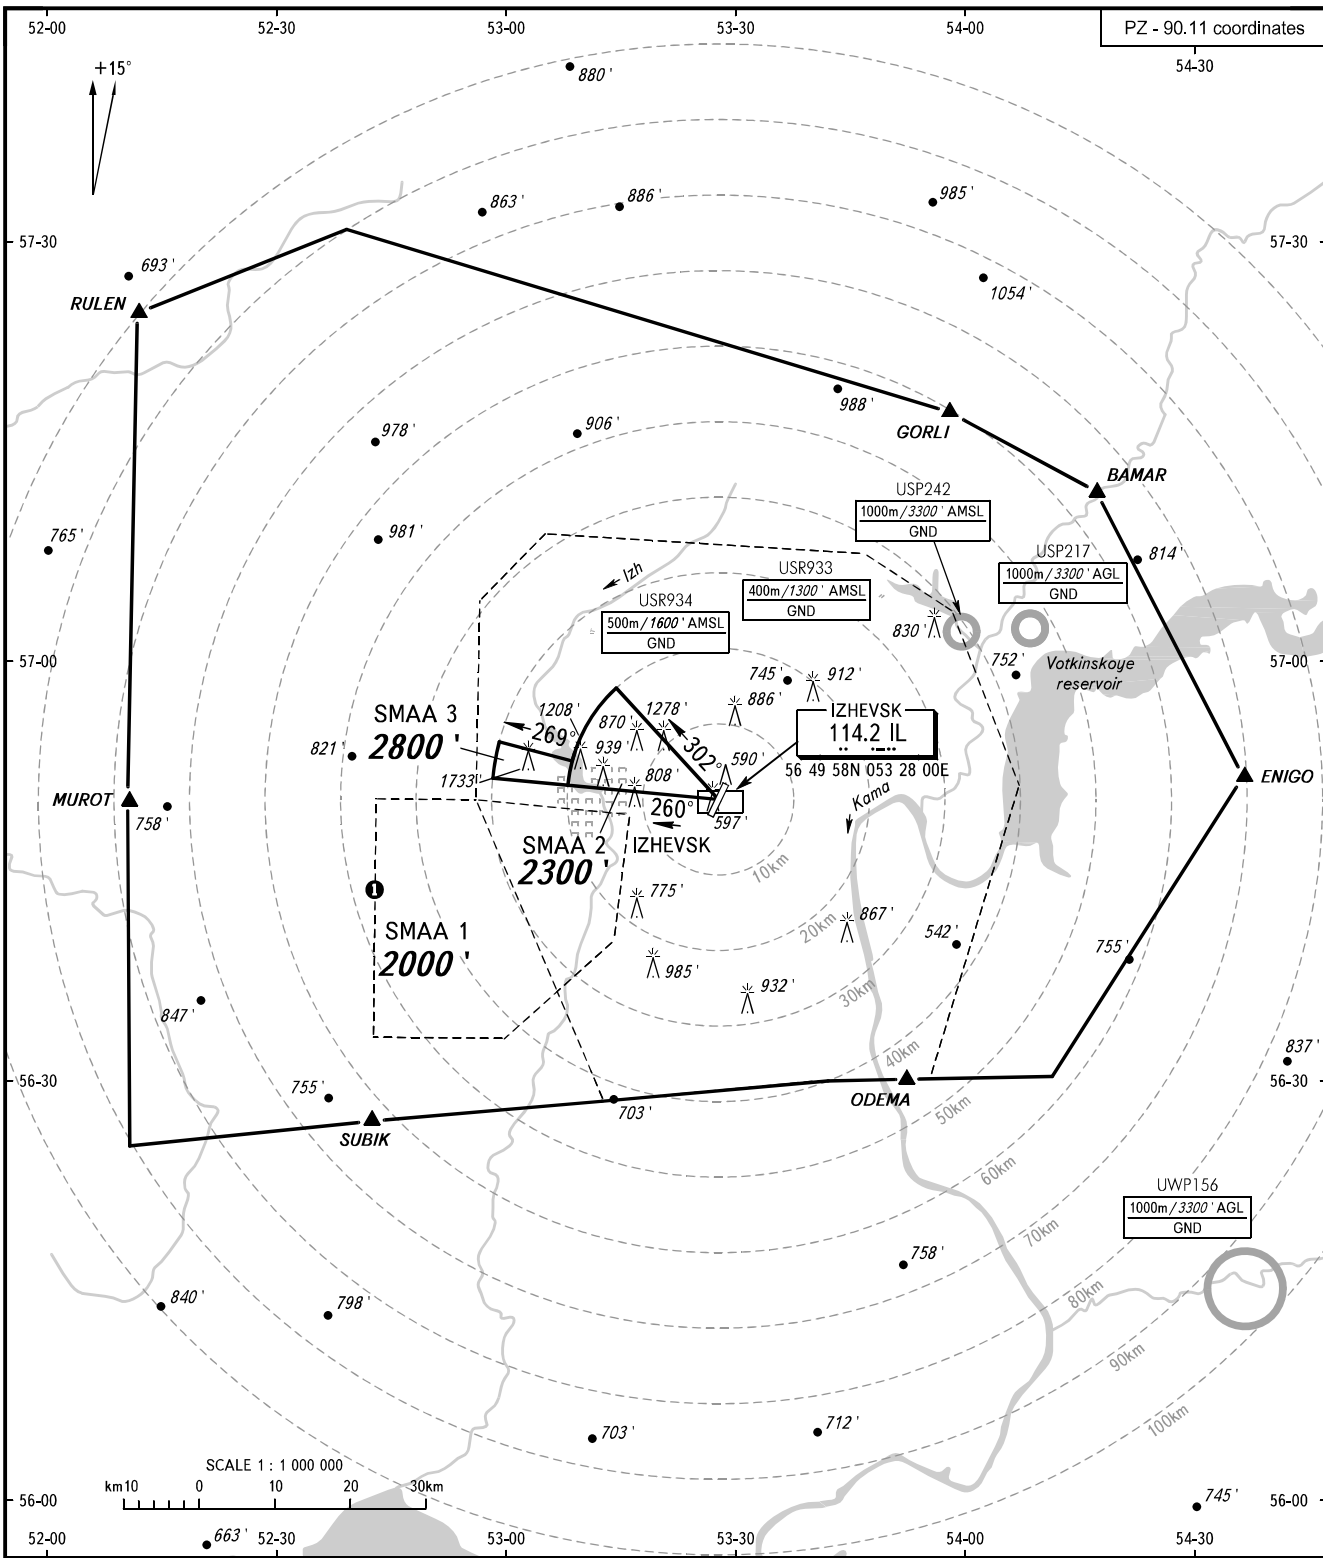 52-00
52-30
53-00
53-30
54-00
PZ - 90.11 coordinates
54-30
+15°
880'
863'
886'
985'
57-30
57-30
693'
RULEN
1054'
988'
GORLI
978'
906'
BAMAR
USP242
1000m/3300' AMSL
GND
765'
981'
USP217
1000m/3300' AGL
GND
814'
Izh
USR933
400m/1300' AMSL
GND
USR934
500m/1600' AMSL
GND
830'
57-00
57-00
752'
Votkinskoye
reservoir
745'
912'
886'
SMAA 3
2800'
1208'
870'
1278'
IZHEVSK
114.2 IL
56 49 58N 053 28 00E
269°
302°
939'
590'
821'
1733'
808'
ENIGO
MUROT
758'
260°
597'
Kama
SMAA 2
2300'
IZHEVSK
10km
1
775'
867'
SMAA 1
2000'
20km
542'
755'
985'
932'
30km
847'
40km
837'
56-30
56-30
755'
703'
ODEMA
50km
SUBIK
60km
UWP156
1000m/3300' AGL
GND
70km
758'
80km
840'
798'
90km
100km
703'
712'
SCALE 1 : 1 000 000
km10 0 10 20 30km
56-00
56-00
745'
663'
52-00
52-30
53-00
53-30
54-00
54-30